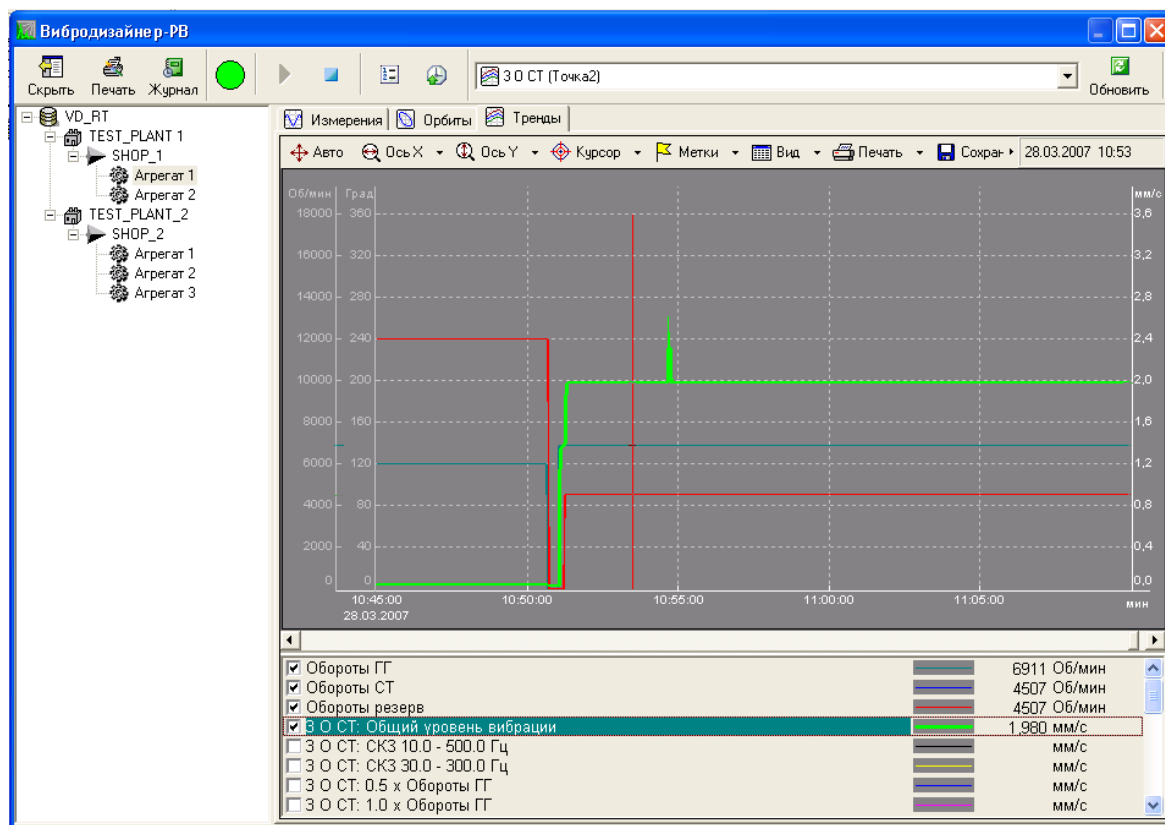 Вибродизайнер-РВ
Скрыть Печать Журнал 3 О СТ (Точка2) Обновить
VD_RT
TEST_PLANT 1
SHOP_1
Агрегат 1
Агрегат 2
TEST_PLANT_2
SHOP_2
Агрегат 1
Агрегат 2
Агрегат 3
Измерения Орбиты Тренды
Авто Ось X Ось Y Курсор Метки Вид Печать Сохран 28.03.2007 10:53
Об/мин Град мм/с
18000 360 3,6
16000 320 3,2
14000 280 2,8
12000 240 2,4
10000 200 2,0
8000 160 1,6
6000 120 1,2
4000 80 0,8
2000 40 0,4
0 0 0,0
10:45:00 10:50:00 10:55:00 11:00:00 11:05:00 мин
28.03.2007
Обороты ГГ 6911 Об/мин
Обороты СТ 4507 Об/мин
Обороты резерв 4507 Об/мин
3 О СТ: Общий уровень вибрации 1,980 мм/с
3 О СТ: СКЗ 10.0 - 500.0 Гц мм/с
3 О СТ: СКЗ 30.0 - 300.0 Гц мм/с
3 О СТ: 0.5 x Обороты ГГ мм/с
3 О СТ: 1.0 x Обороты ГГ мм/с